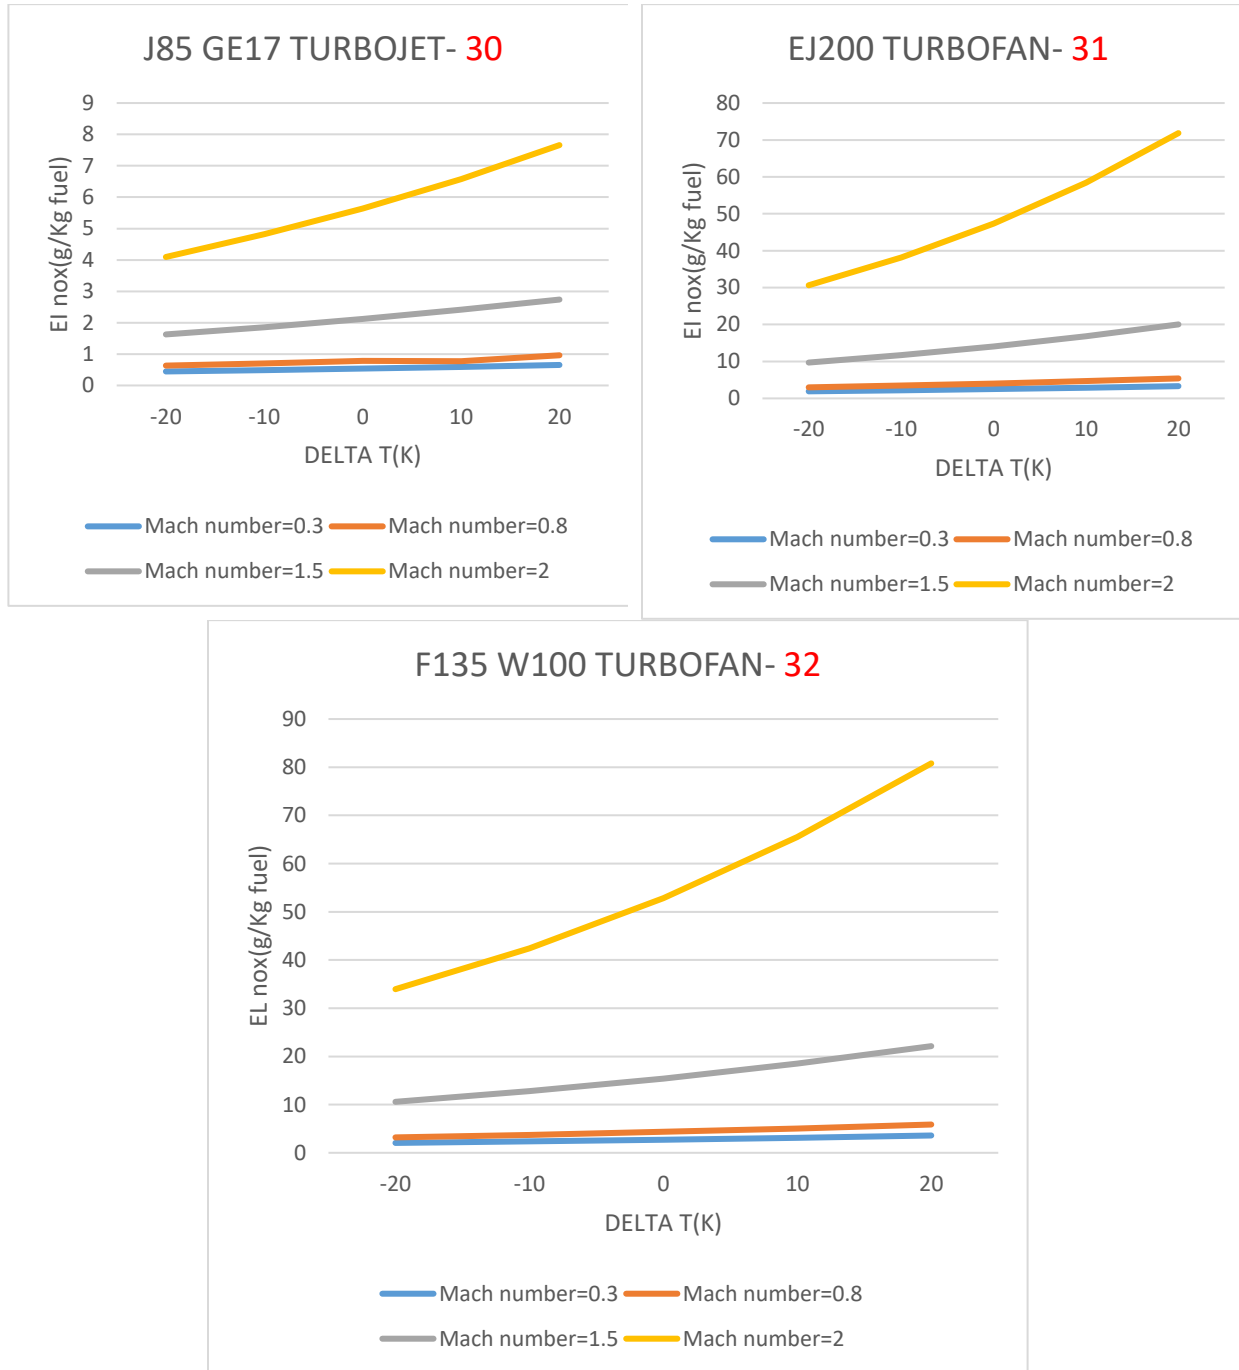 J85 GE17 TURBOJET- 30
EI nox(g/Kg fuel)
9
8
7
6
5
4
3
2
1
0
-20 -10 0 10 20
DELTA T(K)
Mach number=0.3 Mach number=0.8
Mach number=1.5 Mach number=2
EJ200 TURBOFAN- 31
EI nox(g/Kg fuel)
80
70
60
50
40
30
20
10
0
-20 -10 0 10 20
DELTA T(K)
Mach number=0.3 Mach number=0.8
Mach number=1.5 Mach number=2
F135 W100 TURBOFAN- 32
EL nox(g/Kg fuel)
90
80
70
60
50
40
30
20
10
0
-20 -10 0 10 20
DELTA T(K)
Mach number=0.3 Mach number=0.8
Mach number=1.5 Mach number=2